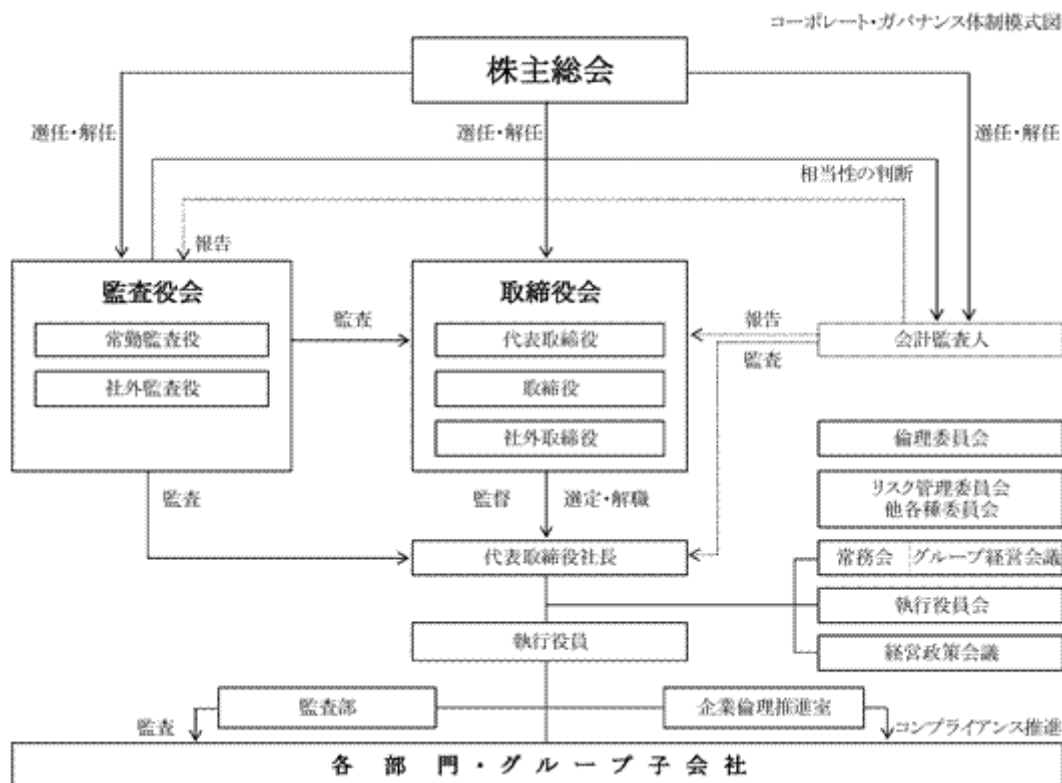 コーポレート・ガバナンス体制模式図
株主総会
選任・解任
選任・解任
選任・解任
相当性の判断
報告
監査役会
常勤監査役
社外監査役
監査
取締役会
代表取締役
取締役
社外取締役
報告
監査
会計監査人
倫理委員会
リスク管理委員会
他各種委員会
監査
監督
選定・解職
代表取締役社長
常務会
グループ経営会議
執行役員会
経営政策会議
執行役員
監査部
企業倫理推進室
監査
コンプライアンス推進
各部門・グループ子会社